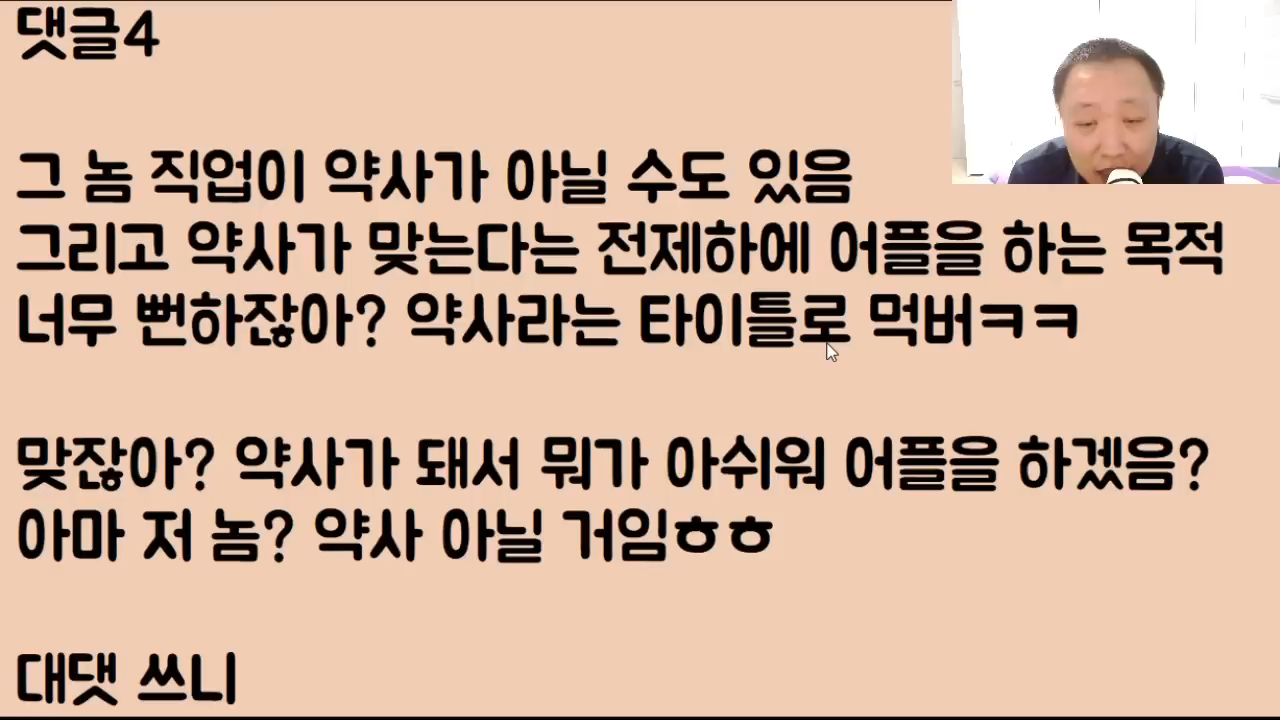 댓글4
그 놈 직업이 약사가 아닐 수도 있음
그리고 약사가 맞는다는 전제하에 어플을 하는 목적
너무 뻔하잖아? 약사라는 타이틀로 먹버ㅋㅋ
맞잖아? 약사가 돼서 뭐가 아쉬워 어플을 하겠음?
아마 저 놈? 약사 아닐 거임ㅎㅎ
대댓 쓰니